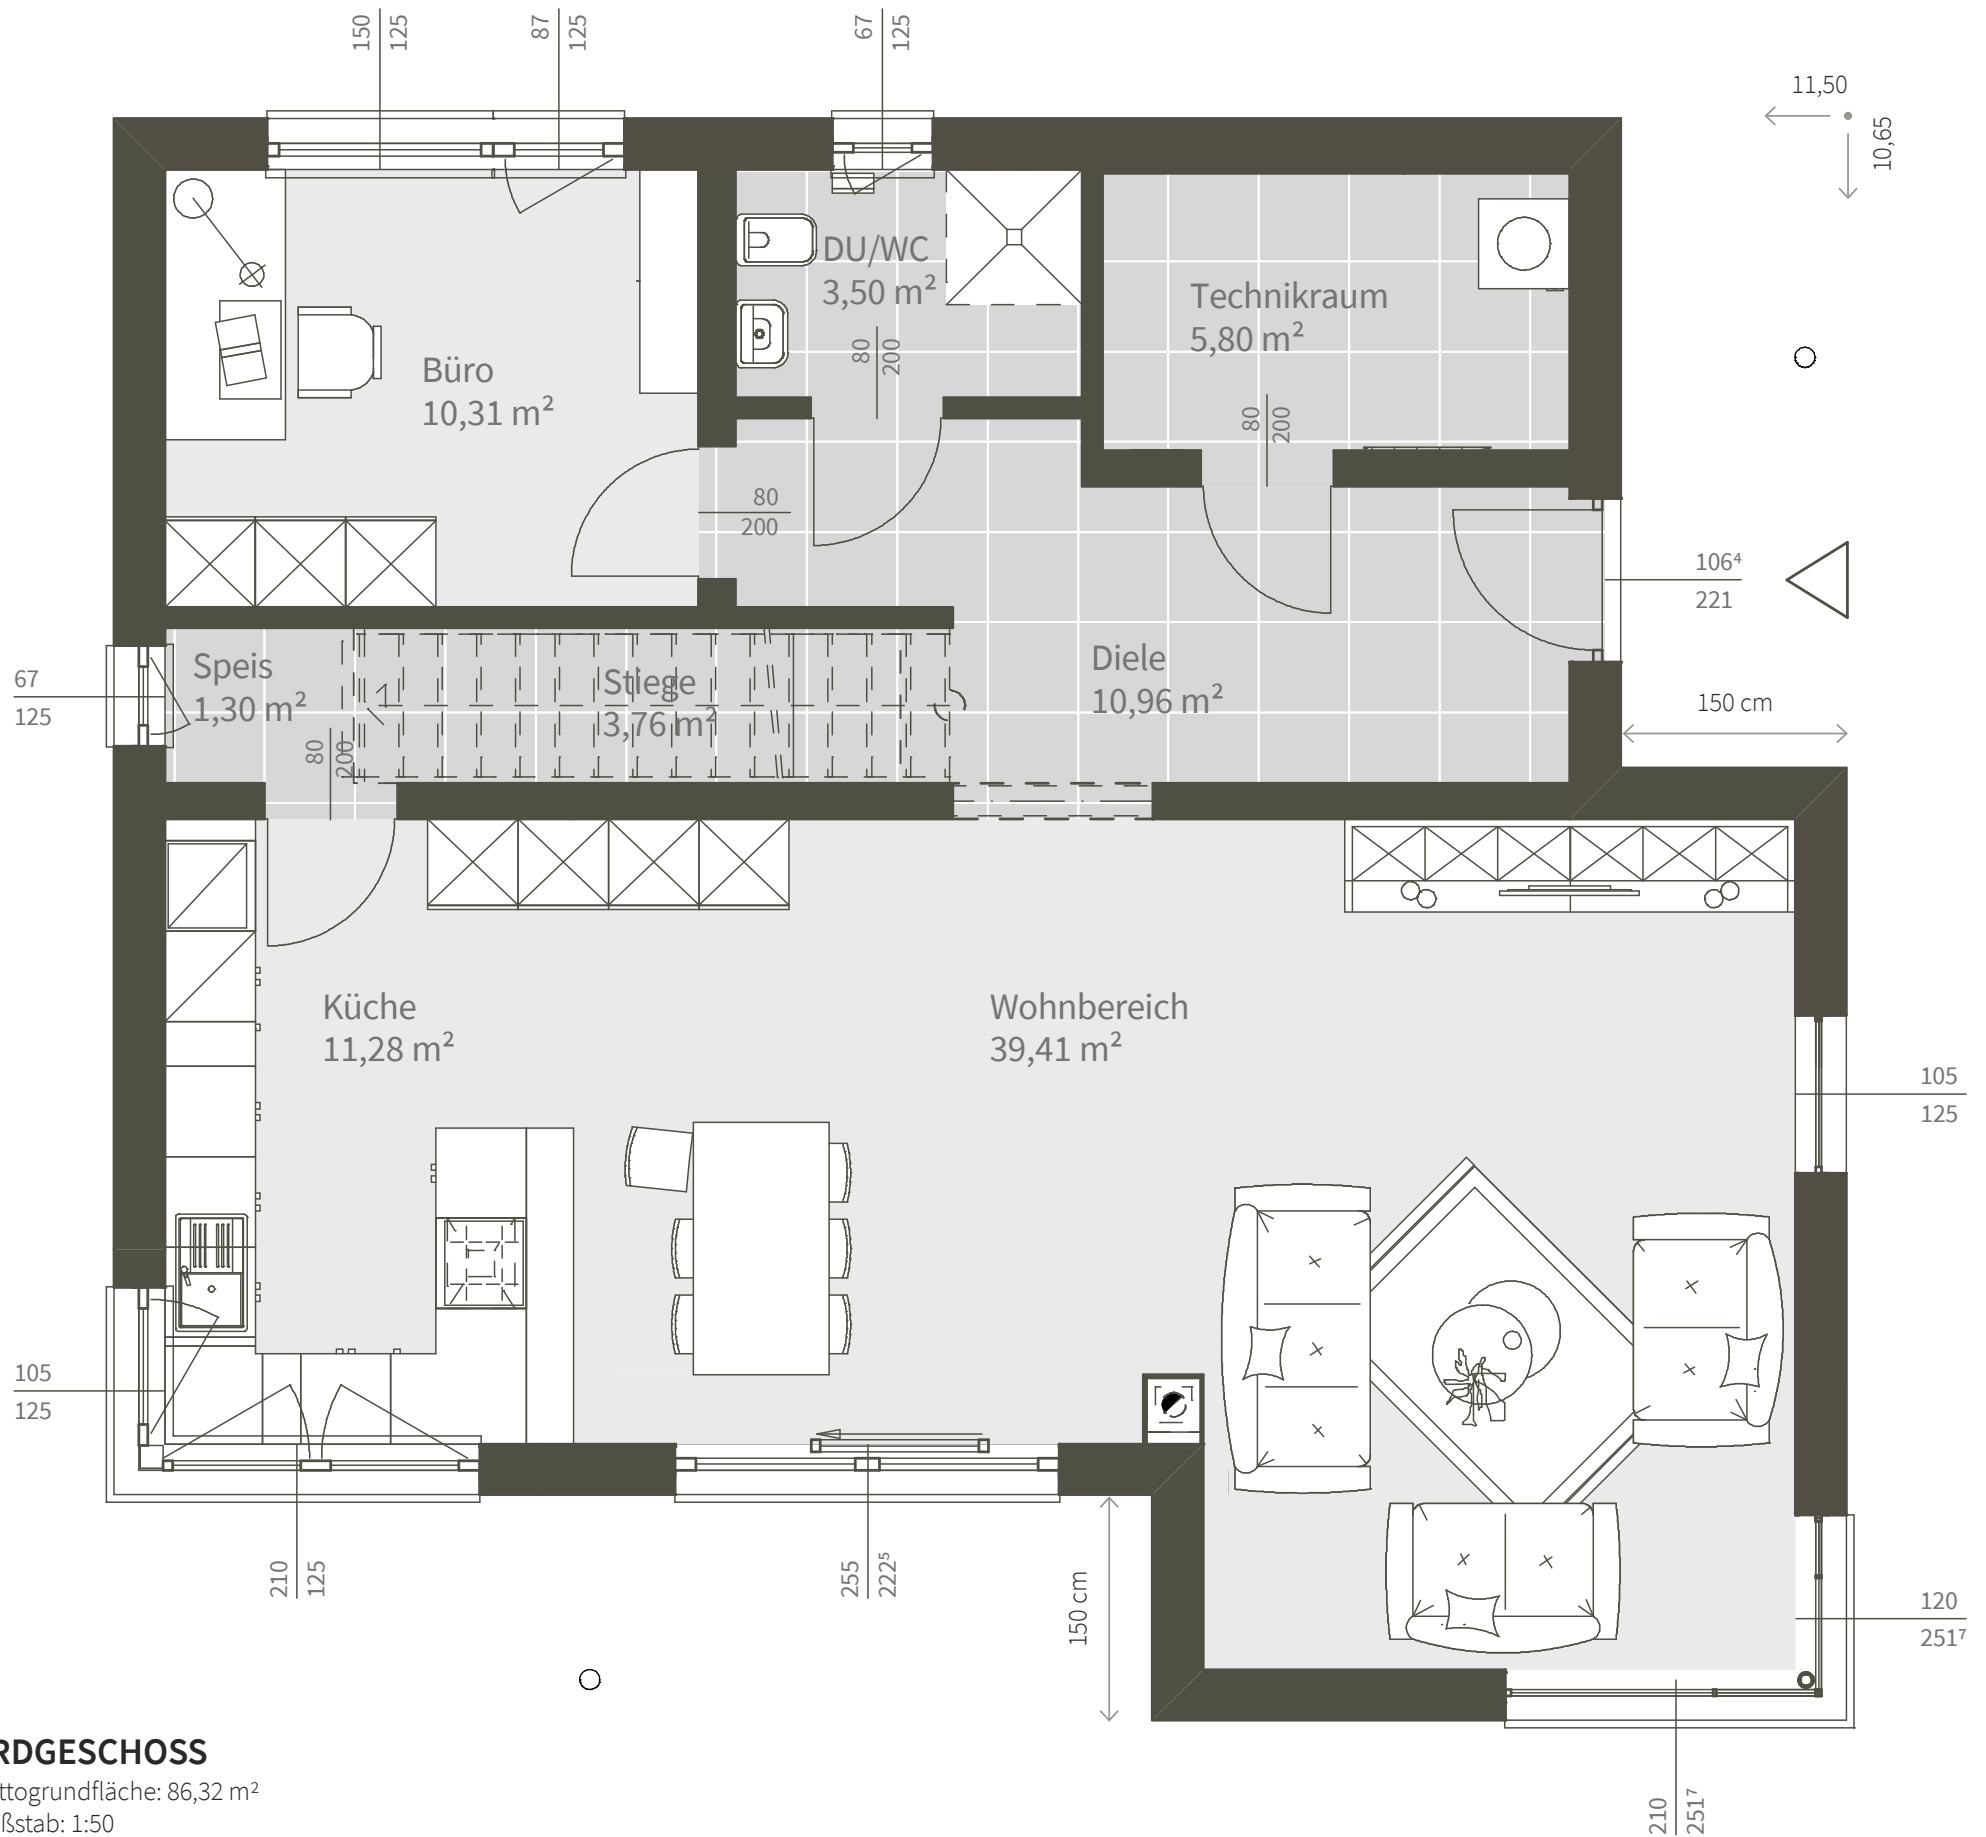 150
125
87
125
67
125
11,50
10,65
DU/WC
3,50 m²
Technikraum
5,80 m²
Büro
10,31 m²
80
200
80
200
80
200
106⁴
221
Speis
1,30 m²
Stiege
3,76 m²
Diele
10,96 m²
67
125
80
200
150 cm
Küche
11,28 m²
Wohnbereich
39,41 m²
105
125
105
125
210
125
255
222⁵
150 cm
120
251⁷
210
251⁷
RDGESCHOSS
ttogrundfläche: 86,32 m²
ßstab: 1:50